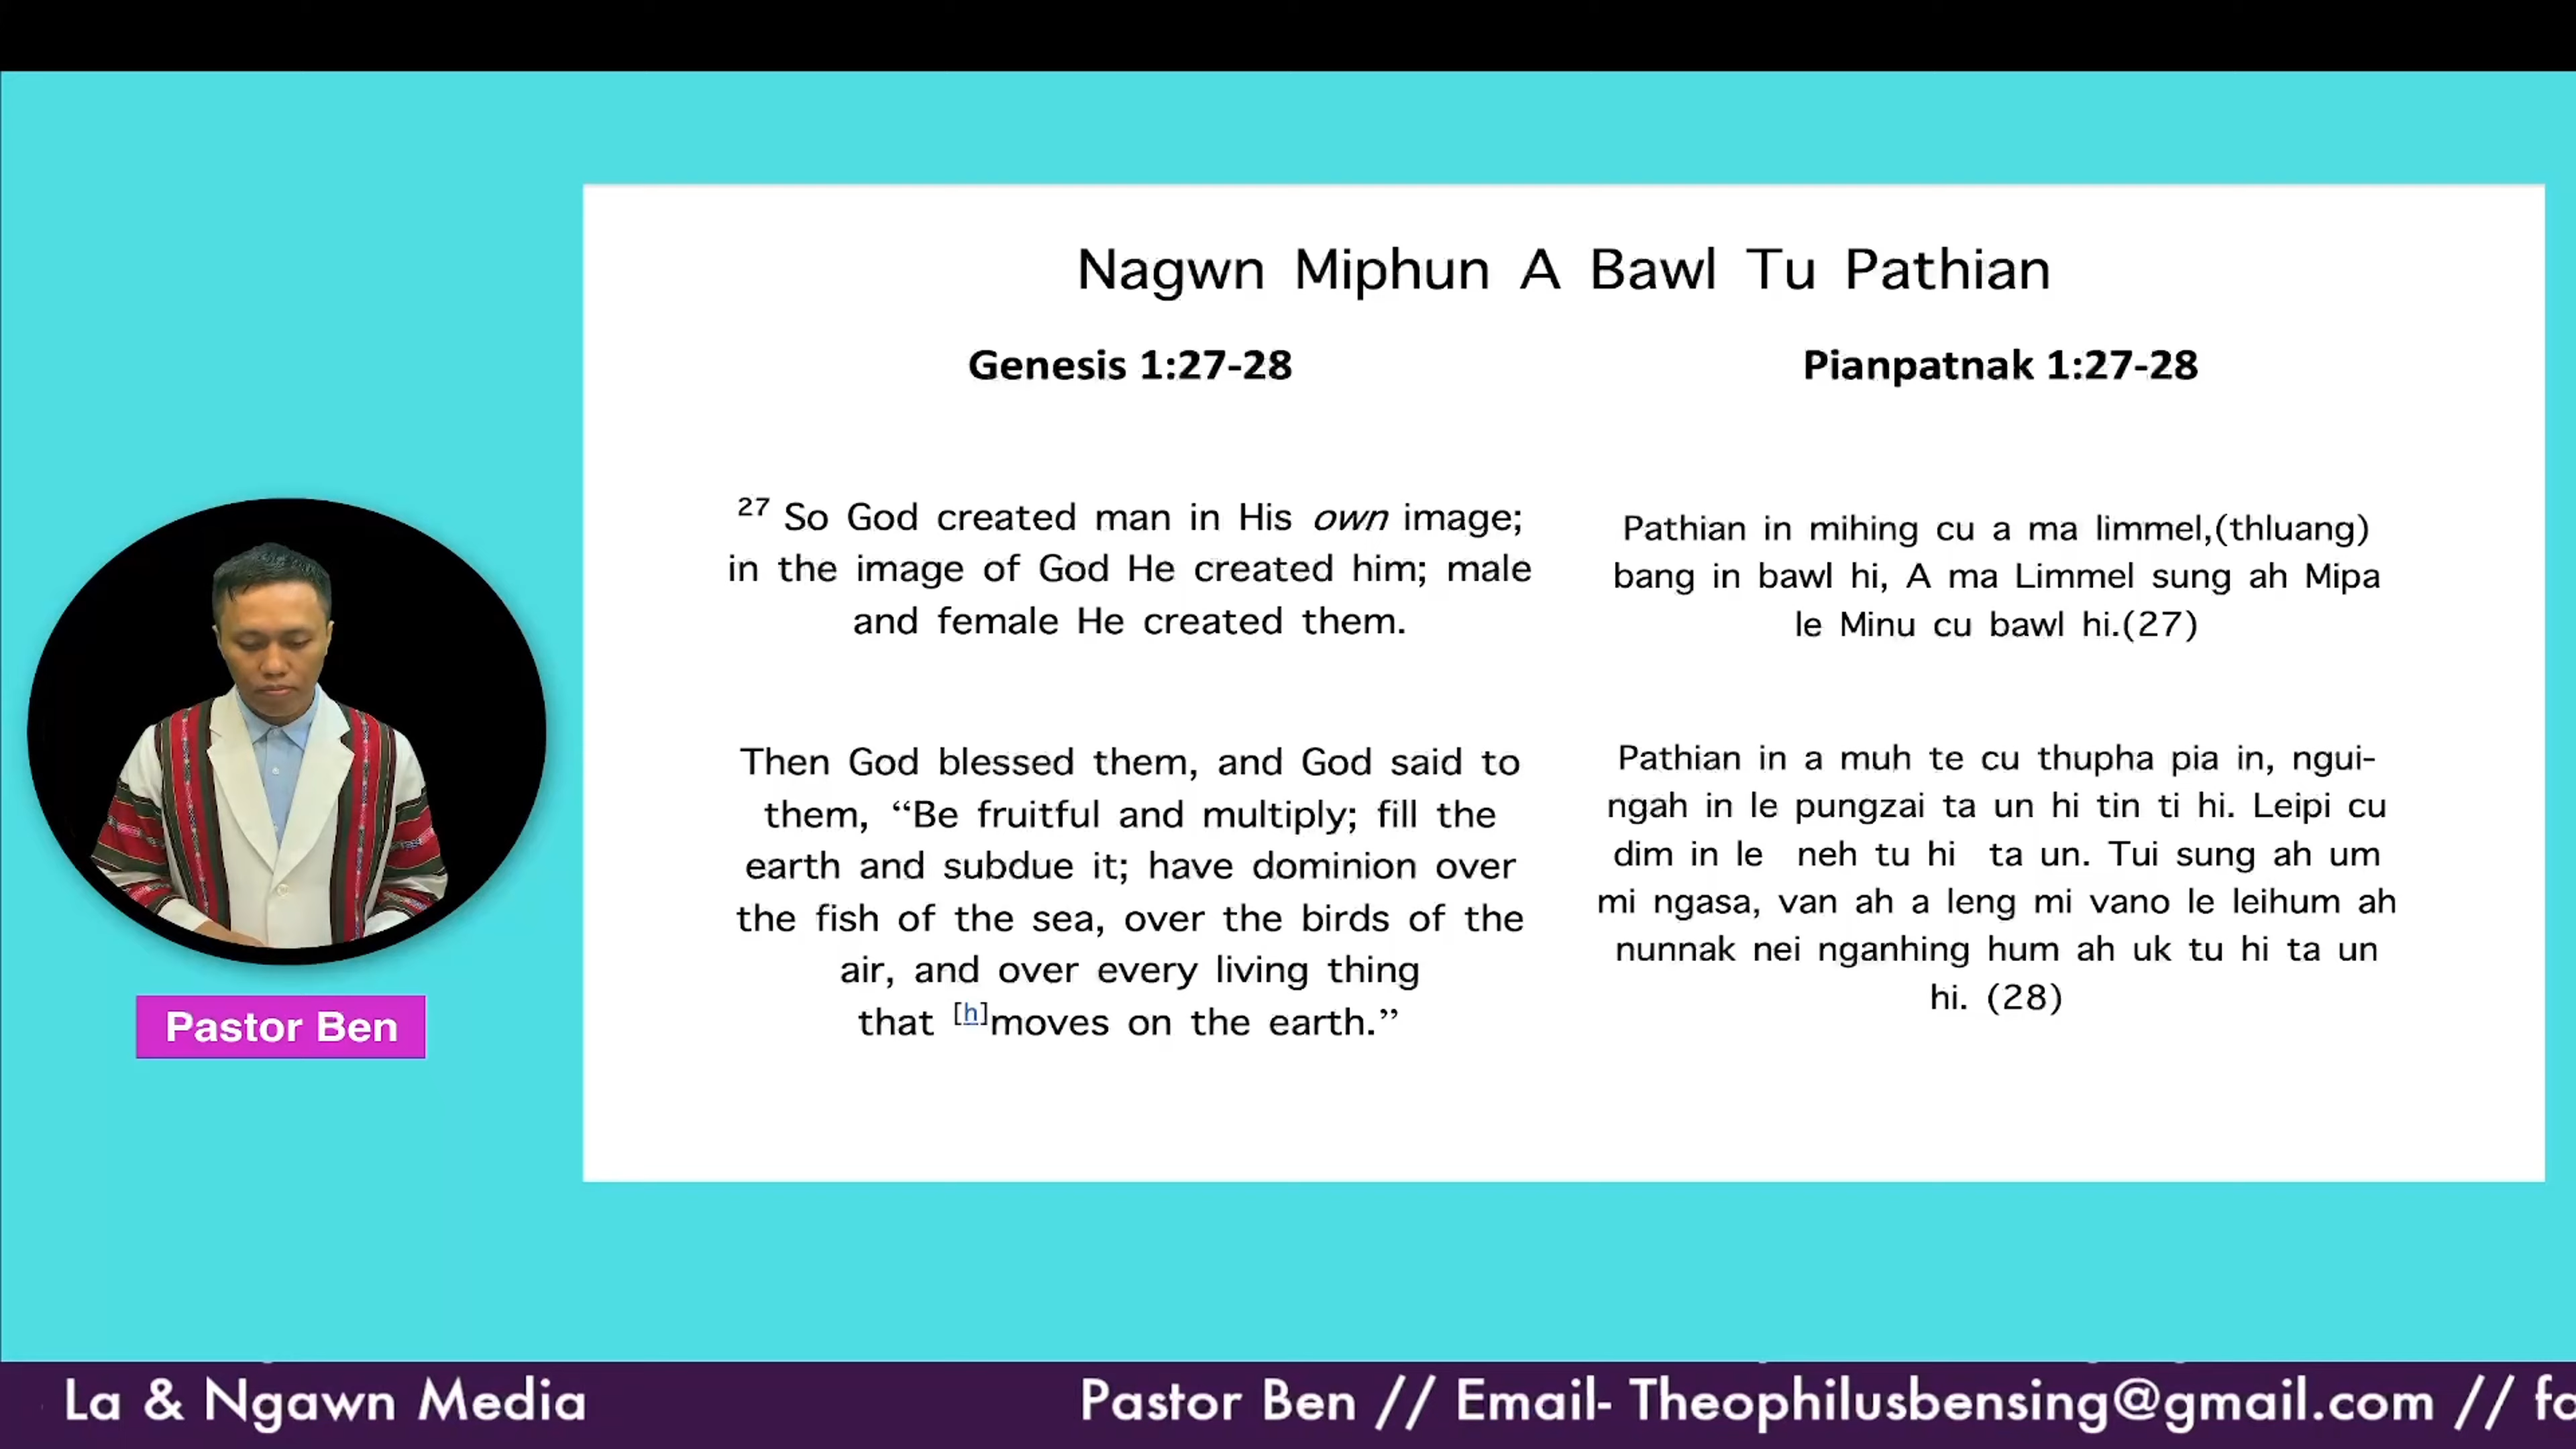 Nagwn Miphun A Bawl Tu Pathian
Genesis 1:27-28
27 So God created man in His own image;
in the image of God He created him; male
and female He created them.
Then God blessed them, and God said to
them, “Be fruitful and multiply; fill the
earth and subdue it; have dominion over
the fish of the sea, over the birds of the
air, and over every living thing
that [h]moves on the earth.”
Pianpatnak 1:27-28
Pathian in mihing cu a ma limmel,(thluang)
bang in bawl hi, A ma Limmel sung ah Mipa
le Minu cu bawl hi.(27)
Pathian in a muh te cu thupha pia in, ngui-
ngah in le pungzai ta un hi tin ti hi. Leipi cu
dim in le neh tu hi ta un. Tui sung ah um
mi ngasa, van ah a leng mi vano le leihum ah
nunnak nei nganhing hum ah uk tu hi ta un
hi. (28)
Pastor Ben
La & Ngawn Media
Pastor Ben // Email- Theophilusbensing@gmail.com //